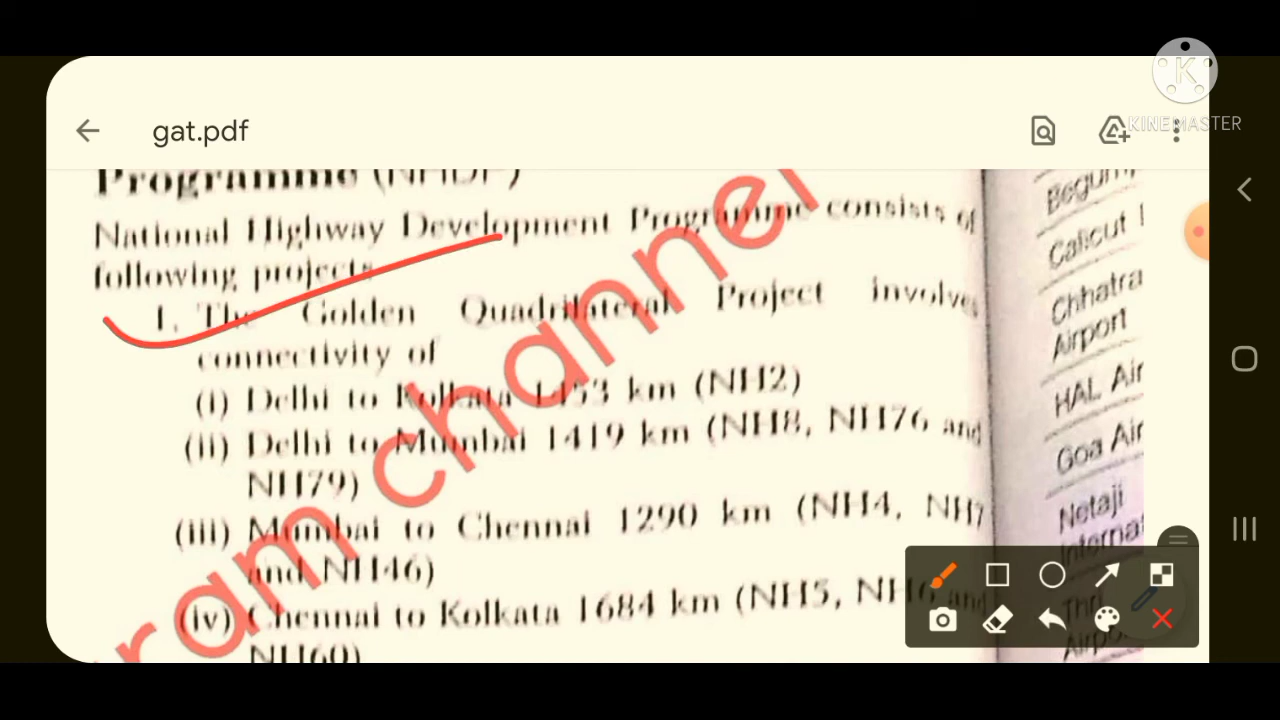 gat.pdf
KINEMASTER
Programme (NHDP)
National Highway Development Programme consists of
following projects
1. The Golden Quadrilateral Project involves
connectivity of
(i) Delhi to Kolkata 1453 km (NH2)
(ii) Delhi to Mumbai 1419 km (NH8, NH76 and
NH79)
(iii) Mumbai to Chennai 1290 km (NH4, NH7
and NH46)
(iv) Chennai to Kolkata 1684 km (NH5, NH6 and
NH60)
ram channel
Calicut
Chhatra
Airport
HAL Air
Goa Air
Netaji